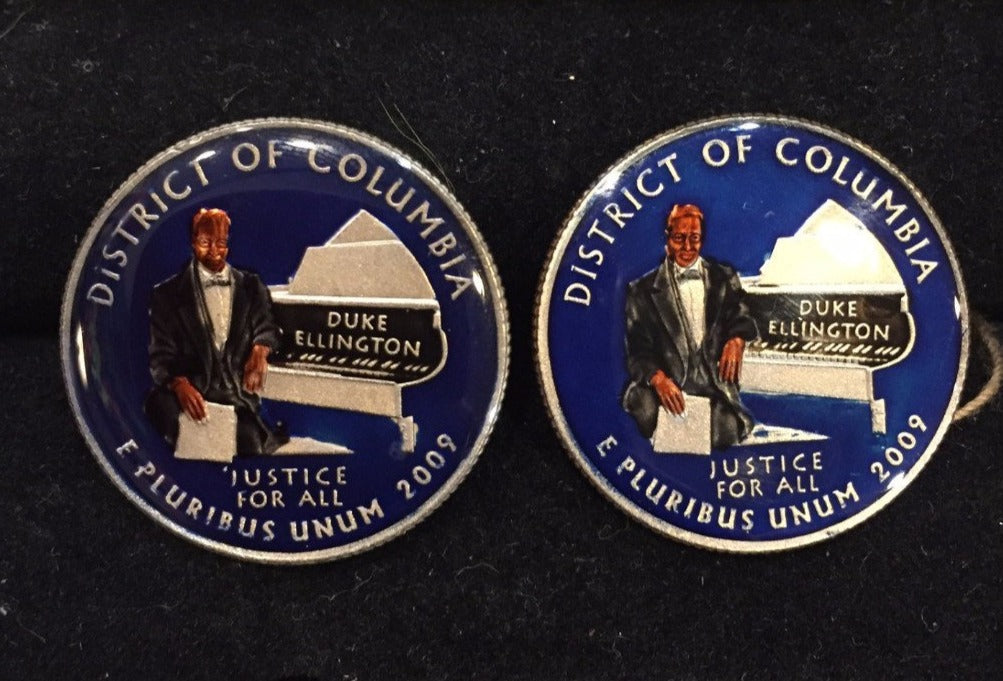 DiSTRICT OF COLUMBIA
DUKE
ELLINGTON
JUSTICE
FOR ALL
E PLURIBUS UNUM 2009
DiSTRICT OF COLUMBIA
DUKE
ELLINGTON
JUSTICE
FOR ALL
E PLURIBUS UNUM 2009